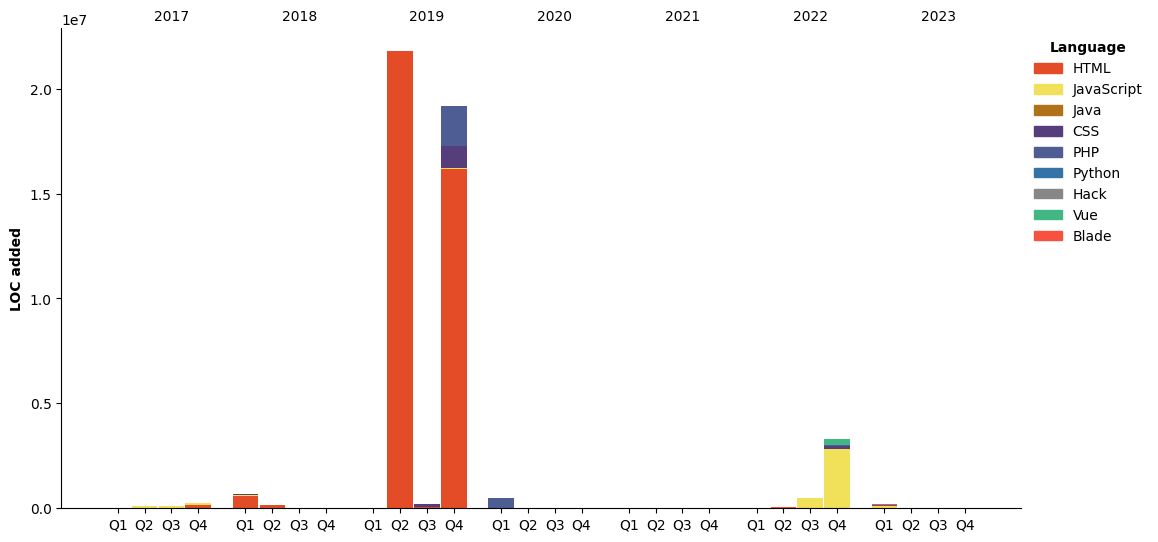 1e7
2017 2018 2019 2020 2021 2022 2023
Language
HTML
JavaScript
Java
CSS
PHP
Python
Hack
Vue
Blade
LOC added
2.0
1.5
1.0
0.5
0.0
Q1 Q2 Q3 Q4 Q1 Q2 Q3 Q4 Q1 Q2 Q3 Q4 Q1 Q2 Q3 Q4 Q1 Q2 Q3 Q4 Q1 Q2 Q3 Q4 Q1 Q2 Q3 Q4